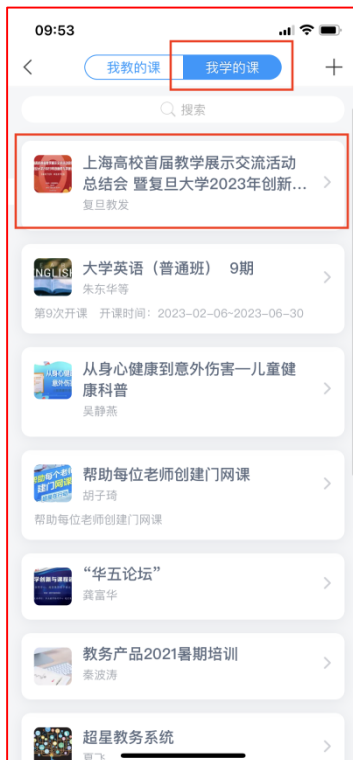 09:53
我教的课 我学的课
搜索
上海高校首届教学展示交流活动
总结会 暨复旦大学2023年创新...
复旦教发
NGLISH
大学英语（普通班） 9期
朱东华等
第9次开课 开课时间：2023-02-06~2023-06-30
从身心健康到意外伤害—儿童健
康科普
吴静燕
帮助每位老师创建门网课
胡子琦
帮助每位老师创建门网课
“华五论坛”
龚富华
教务产品2021暑期培训
秦波涛
超星教务系统